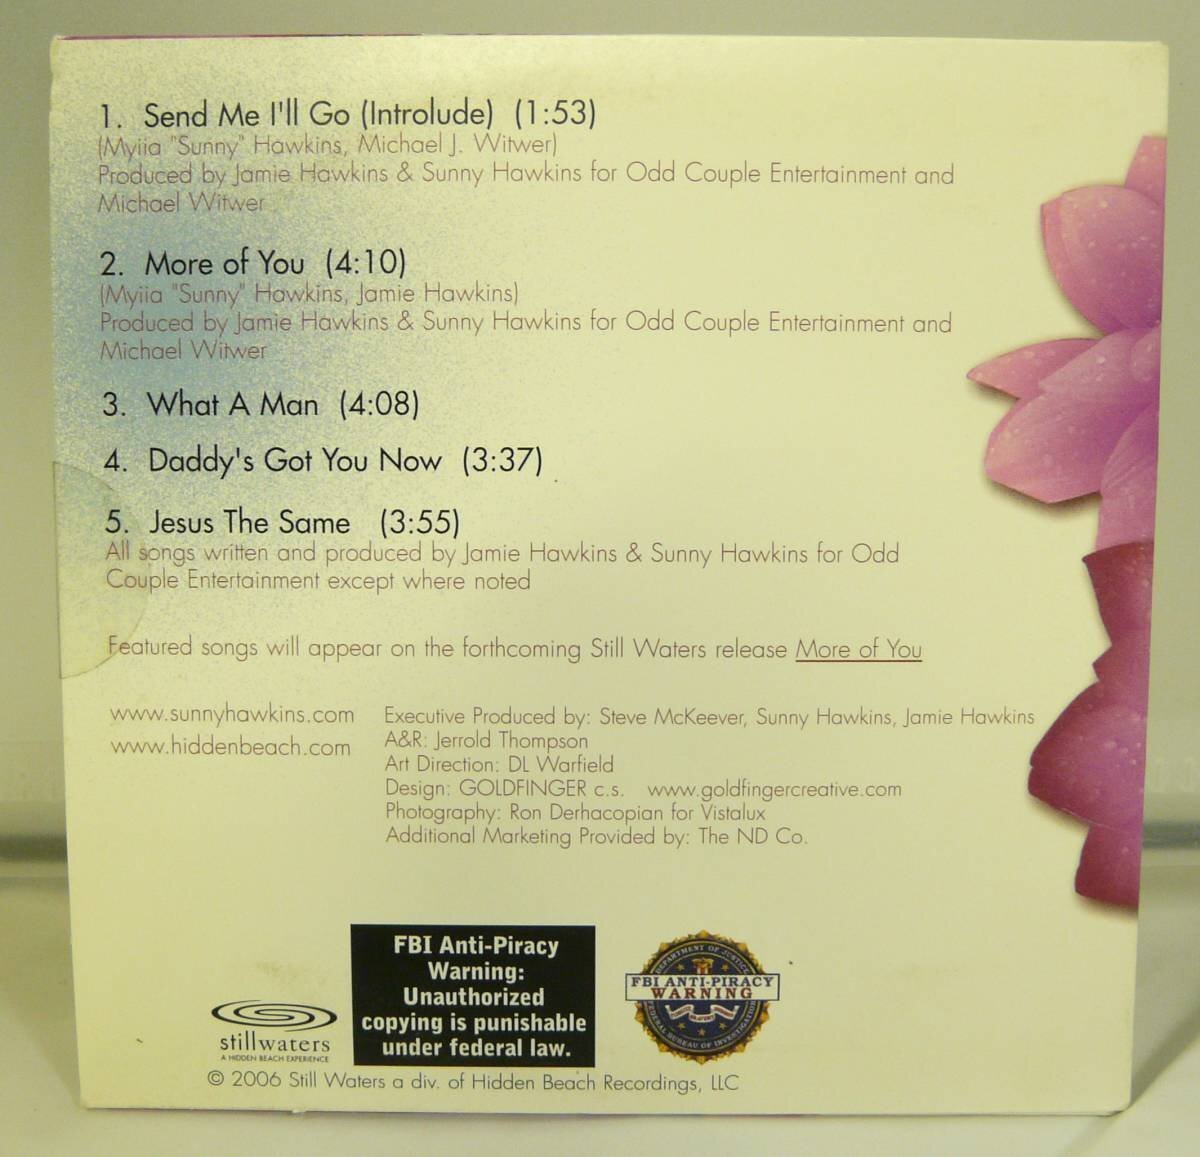 1. Send Me I'll Go (Introlude) (1:53)
(Myiia "Sunny" Hawkins, Michael J. Witwer)
Produced by Jamie Hawkins & Sunny Hawkins for Odd Couple Entertainment and
Michael Witwer
2. More of You (4:10)
(Myiia "Sunny" Hawkins, Jamie Hawkins)
Produced by Jamie Hawkins & Sunny Hawkins for Odd Couple Entertainment and
Michael Witwer
3. What A Man (4:08)
4. Daddy's Got You Now (3:37)
5. Jesus The Same (3:55)
All songs written and produced by Jamie Hawkins & Sunny Hawkins for Odd
Couple Entertainment except where noted
Featured songs will appear on the forthcoming Still Waters release More of You
www.sunnyhawkins.com
www.hiddenbeach.com
Executive Produced by: Steve McKeever, Sunny Hawkins, Jamie Hawkins
A&R: Jerrold Thompson
Art Direction: DL Warfield
Design: GOLDFINGER c.s. www.goldfingercreative.com
Photography: Ron Derhacopian for Vistalux
Additional Marketing Provided by: The ND Co.
stillwaters
A HIDDEN BEACH EXPERIENCE
FBI Anti-Piracy
Warning:
Unauthorized
copying is punishable
under federal law.
DEPARTMENT OF JUSTICE
FBI ANTI-PIRACY
WARNING
FEDERAL BUREAU OF INVESTIGATION
© 2006 Still Waters a div. of Hidden Beach Recordings, LLC